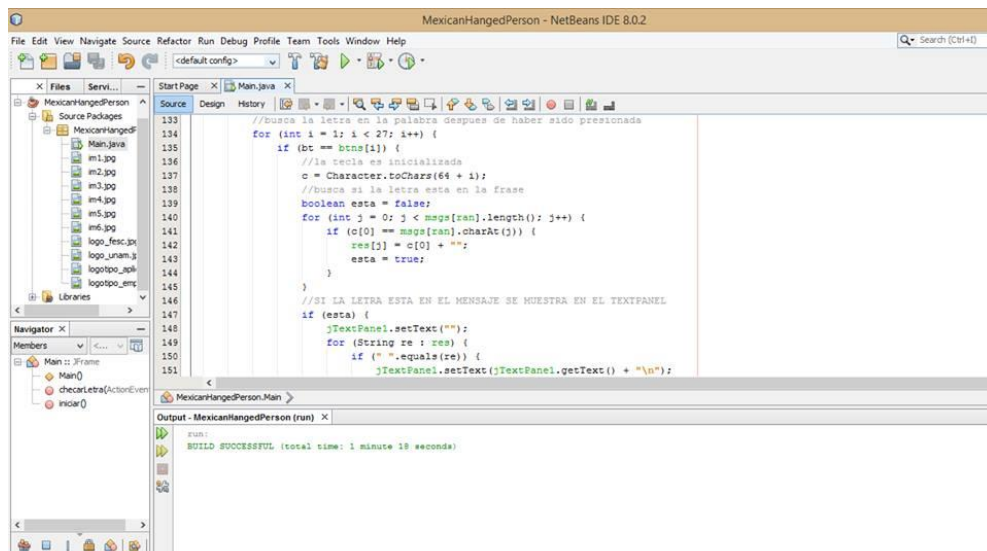 MexicanHangedPerson - NetBeans IDE 8.0.2
File Edit View Navigate Source Refactor Run Debug Profile Team Tools Window Help
Search (Ctrl+I)
<default config>
Files Servi...
Start Page Main.java
MexicanHangedPerson
Source Packages
MexicanHangedF
Main.java
im1.jpg
im2.jpg
im3.jpg
im4.jpg
im5.jpg
im6.jpg
logo_fesc.jp
logo_unam.j
logotipo_apli
logotipo_emp
Libraries
Source Design History
133 //busca la letra en la palabra despues de haber sido presionada
134 for (int i = 1; i < 27; i++) {
135 if (bt == btns[i]) {
136 //la tecla es inicializada
137 c = Character.toChars(64 + i);
138 //busca si la letra esta en la frase
139 boolean esta = false;
140 for (int j = 0; j < msgs[ran].length(); j++) {
141 if (c[0] == msgs[ran].charAt(j)) {
142 res[j] = c[0] + "";
143 esta = true;
144 }
145 }
146 //SI LA LETRA ESTA EN EL MENSAJE SE MUESTRA EN EL TEXTPANEL
147 if (esta) {
148 jTextPane1.setText("");
149 for (String re : res) {
150 if (" ".equals(re)) {
151 jTextPane1.setText(jTextPane1.getText() + "\n");
Navigator
Members <...
Main :: JFrame
Main()
checarLetra(ActionEven
iniciar()
MexicanHangedPerson.Main
Output - MexicanHangedPerson (run)
run:
BUILD SUCCESSFUL (total time: 1 minute 18 seconds)